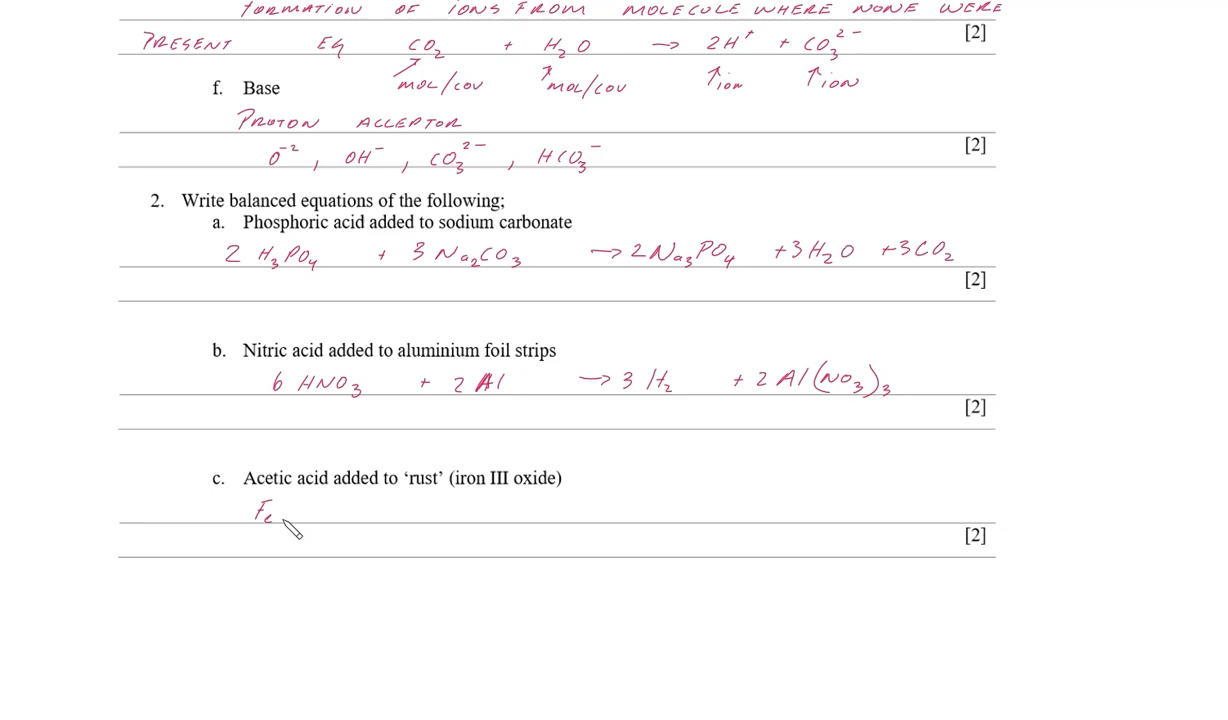 FORMATION OF IONS FROM MOLECULE WHERE NONE WERE
[2]
PRESENT EG CO₂ + H₂O → 2H⁺ + CO₃²⁻
↗ mol/cov ↑ mol/cov ↑ion ↑ion
f. Base
PROTON ACCEPTOR
[2]
O⁻², OH⁻, CO₃²⁻, HCO₃⁻
2. Write balanced equations of the following;
a. Phosphoric acid added to sodium carbonate
2 H₃PO₄ + 3 Na₂CO₃ → 2Na₃PO₄ + 3H₂O + 3CO₂
[2]
b. Nitric acid added to aluminium foil strips
6 HNO₃ + 2 Al → 3 H₂ + 2 Al(NO₃)₃
[2]
c. Acetic acid added to ‘rust’ (iron III oxide)
Fe
[2]